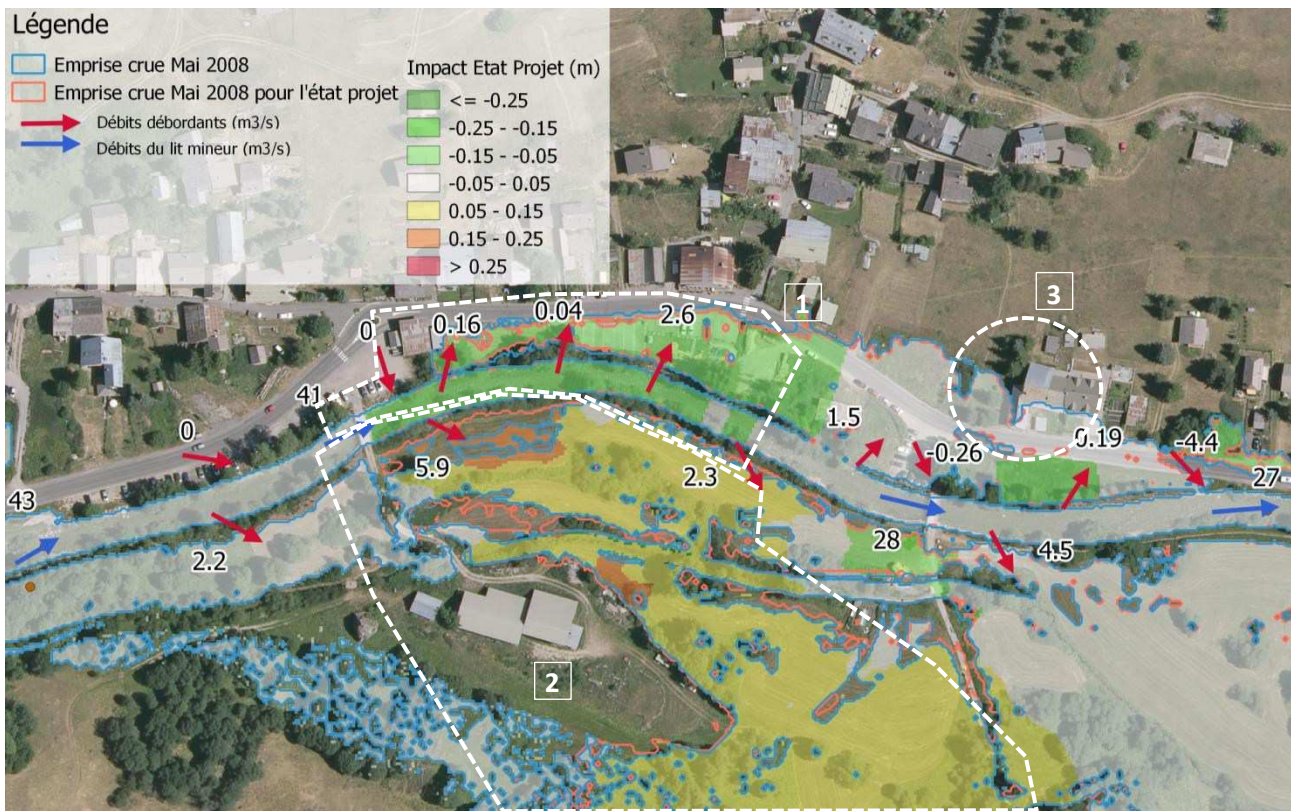 Légende
Emprise crue Mai 2008
Emprise crue Mai 2008 pour l'état projet
Débits débordants (m3/s)
Débits du lit mineur (m3/s)
Impact Etat Projet (m)
<= -0.25
-0.25 - -0.15
-0.15 - -0.05
-0.05 - 0.05
0.05 - 0.15
0.15 - 0.25
> 0.25
1
3
0
0.16
0.04
2.6
41
0
1.5
-0.26
0.19
-4.4
27
43
5.9
2.3
28
4.5
2.2
2